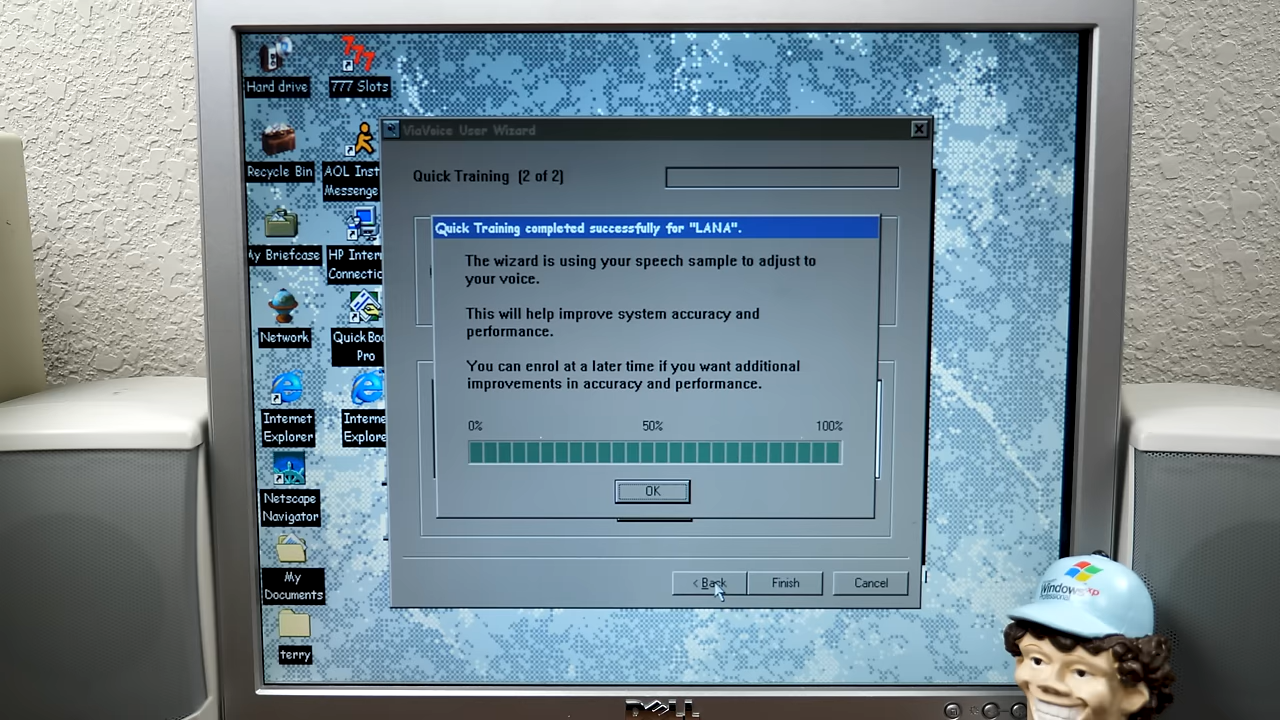 Hard drive
777 Slots
Recycle Bin
AOL Inst
Messenge
My Briefcase
HP Intern
Connectio
Network
QuickBoo
Pro
Internet
Explorer
Interne
Explore
Netscape
Navigator
My
Documents
terry
ViaVoice User Wizard
Quick Training (2 of 2)
Quick Training completed successfully for "LANA".
The wizard is using your speech sample to adjust to
your voice.
This will help improve system accuracy and
performance.
You can enrol at a later time if you want additional
improvements in accuracy and performance.
0%
50%
100%
OK
< Back
Finish
Cancel
Windows xp
Professional
DELL